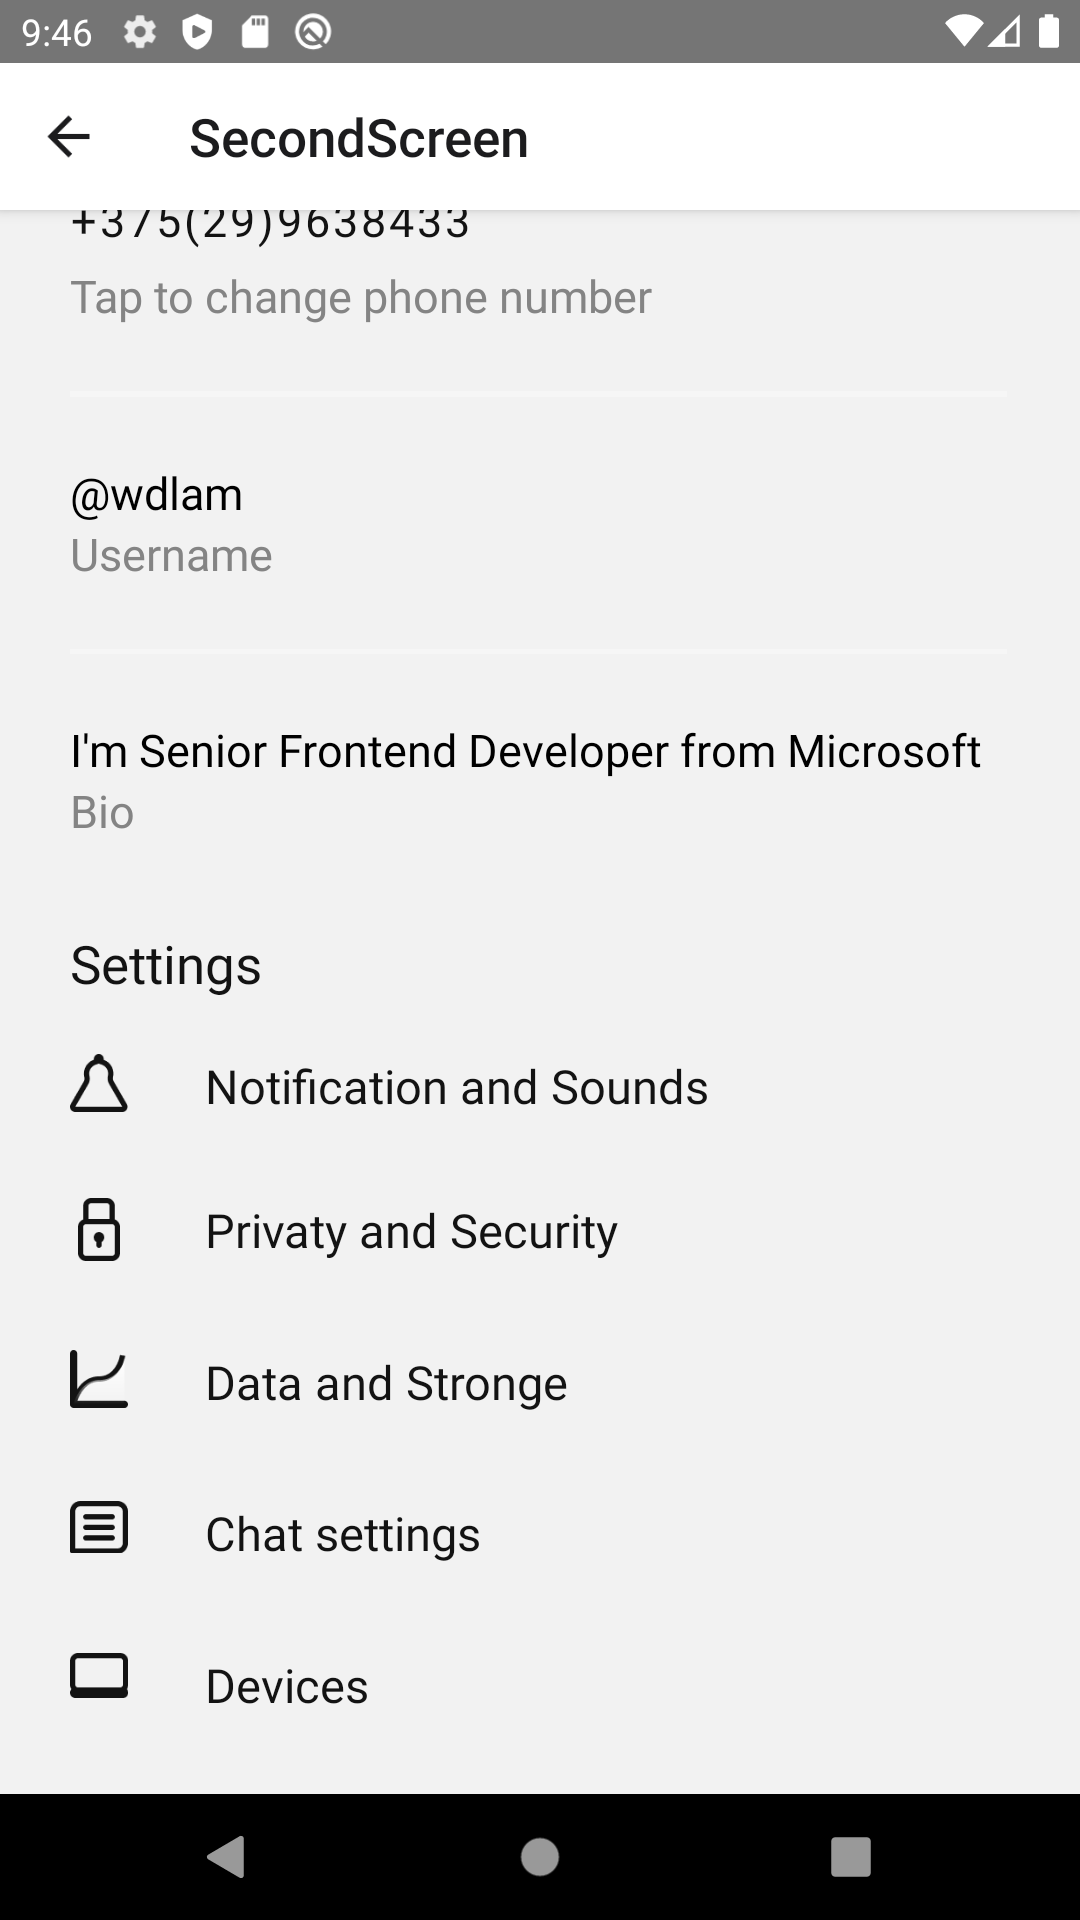 9:46
SecondScreen
+375(29)9638433
Tap to change phone number
@wdlam
Username
I'm Senior Frontend Developer from Microsoft
Bio
Settings
Notification and Sounds
Privaty and Security
Data and Stronge
Chat settings
Devices